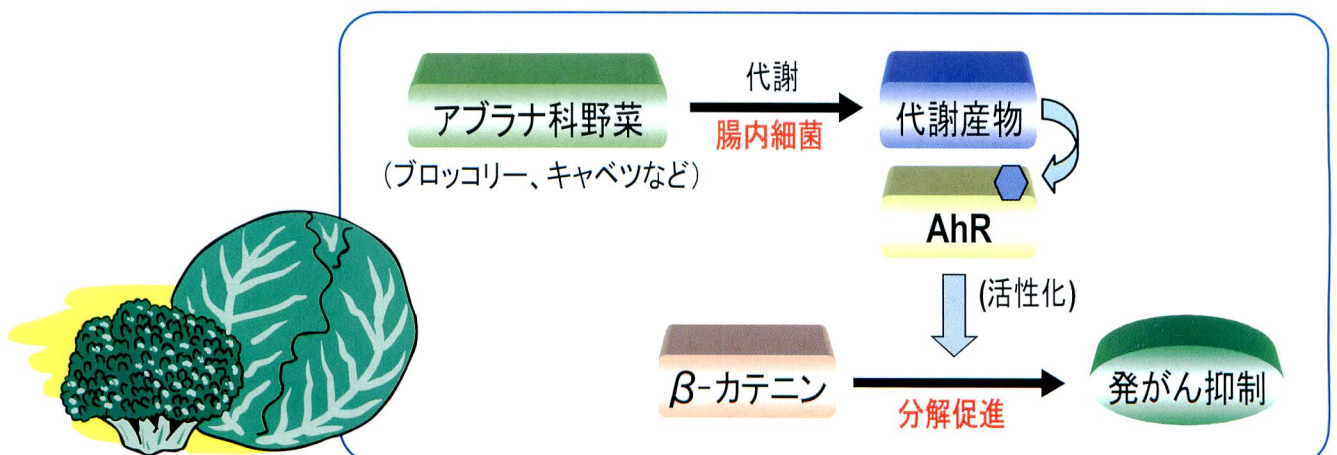 アブラナ科野菜
(ブロッコリー、キャベツなど)
代謝
腸内細菌
代謝産物
AhR
(活性化)
β-カテニン
分解促進
発がん抑制